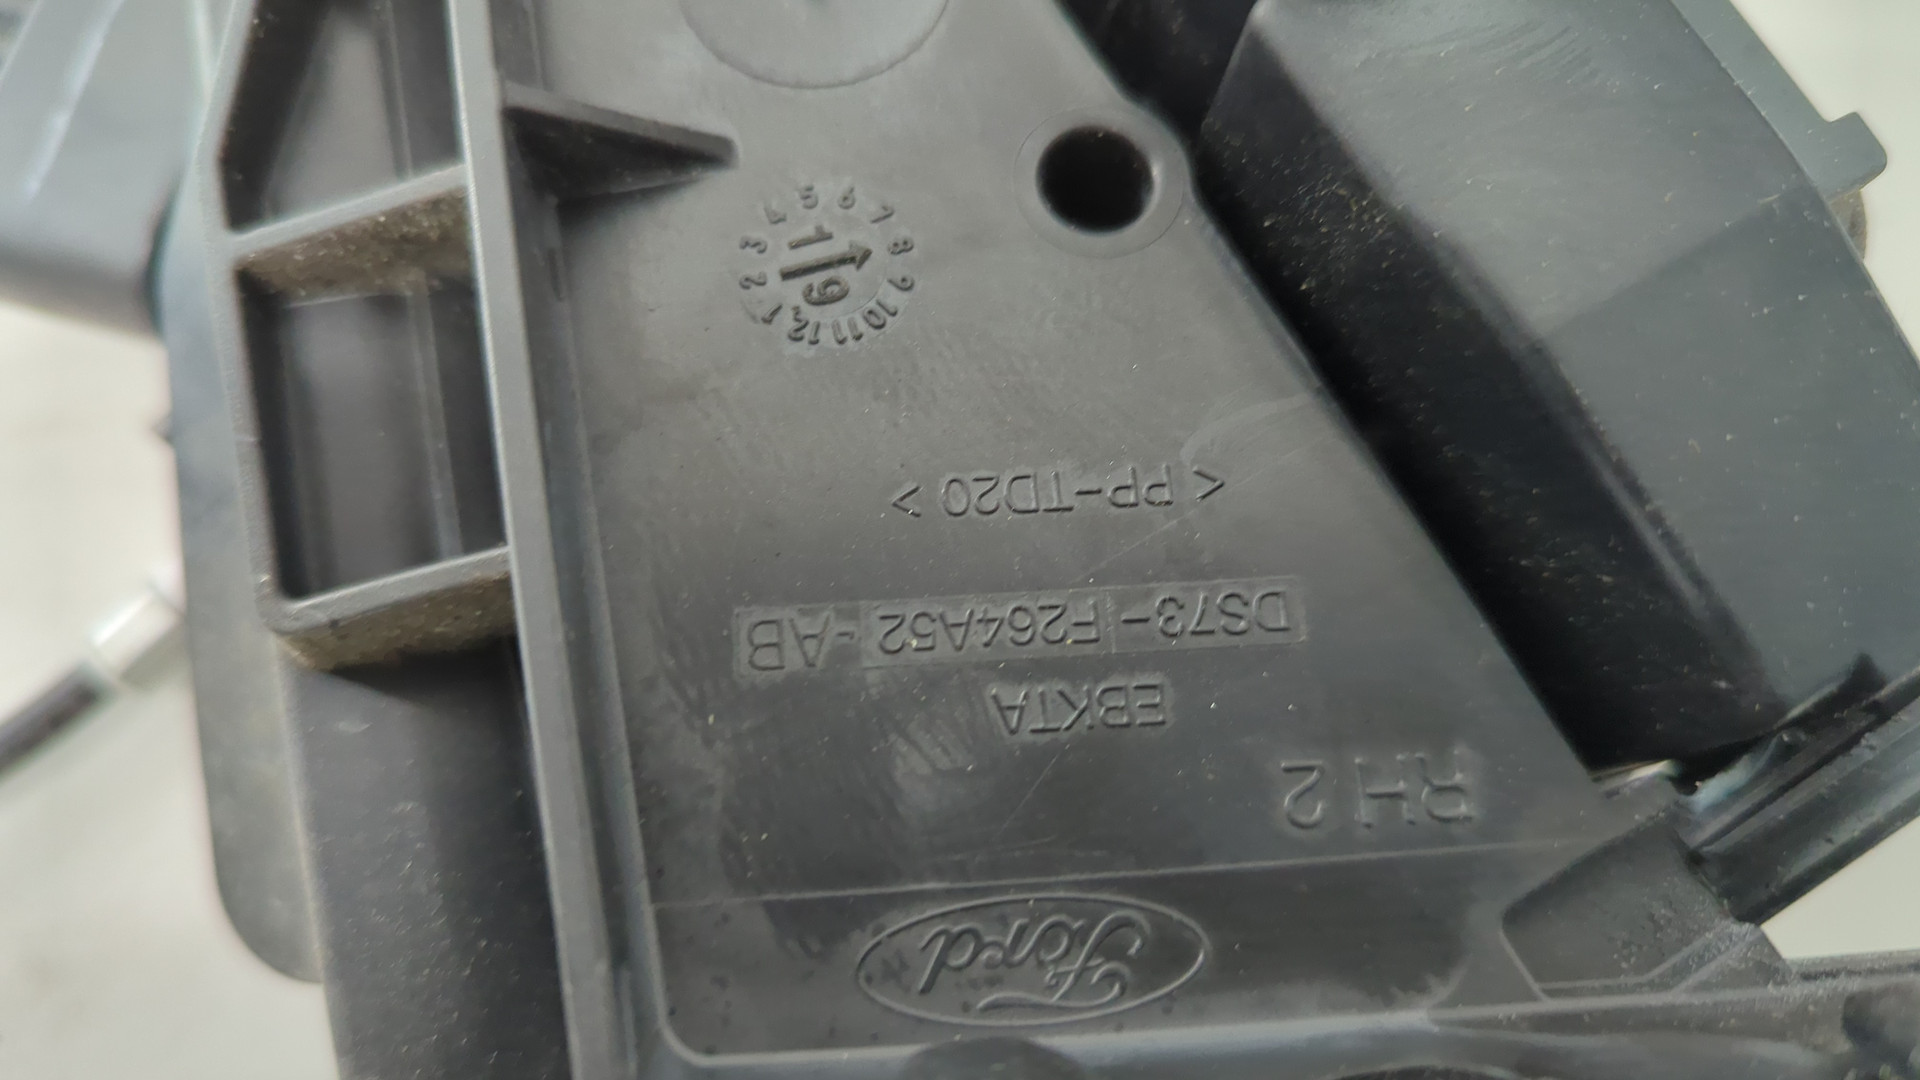 Ford
RH 2
EBKTA
DS73-F264A52-AB
< PP-TD20 >
1 2 3 4 5 6 7 8 9 10 11 12
19